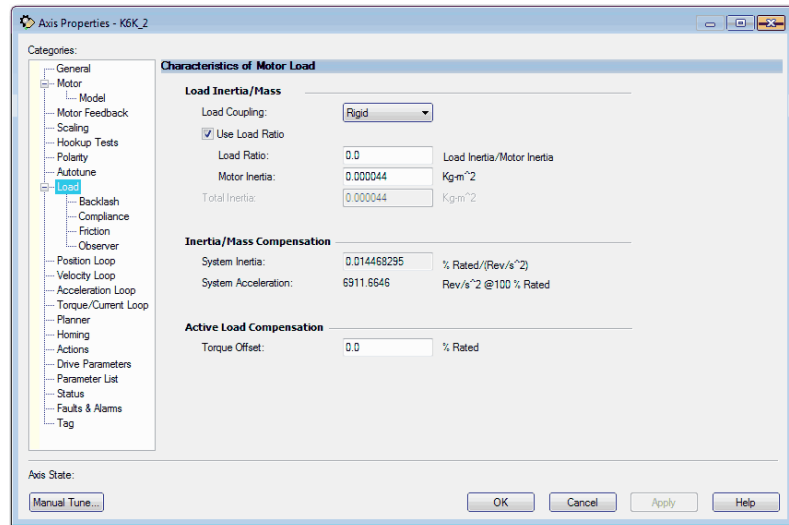 Axis Properties - K6K_2
Categories:
General
Motor
Model
Motor Feedback
Scaling
Hookup Tests
Polarity
Autotune
Load
Backlash
Compliance
Friction
Observer
Position Loop
Velocity Loop
Acceleration Loop
Torque/Current Loop
Planner
Homing
Actions
Drive Parameters
Parameter List
Status
Faults & Alarms
Tag
Characteristics of Motor Load
Load Inertia/Mass
Load Coupling: Rigid
Use Load Ratio
Load Ratio: 0.0 Load Inertia/Motor Inertia
Motor Inertia: 0.000044 Kg-m^2
Total Inertia: 0.000044 Kg-m^2
Inertia/Mass Compensation
System Inertia: 0.014468295 % Rated/(Rev/s^2)
System Acceleration: 6911.6646 Rev/s^2 @100 % Rated
Active Load Compensation
Torque Offset: 0.0 % Rated
Axis State:
Manual Tune... OK Cancel Apply Help